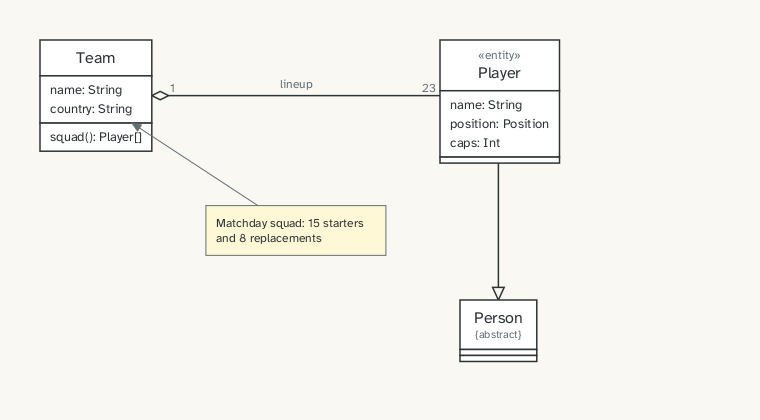 Team
name: String
country: String
squad(): Player[]
1
lineup
23
«entity»
Player
name: String
position: Position
caps: Int
Matchday squad: 15 starters
and 8 replacements
Person
{abstract}